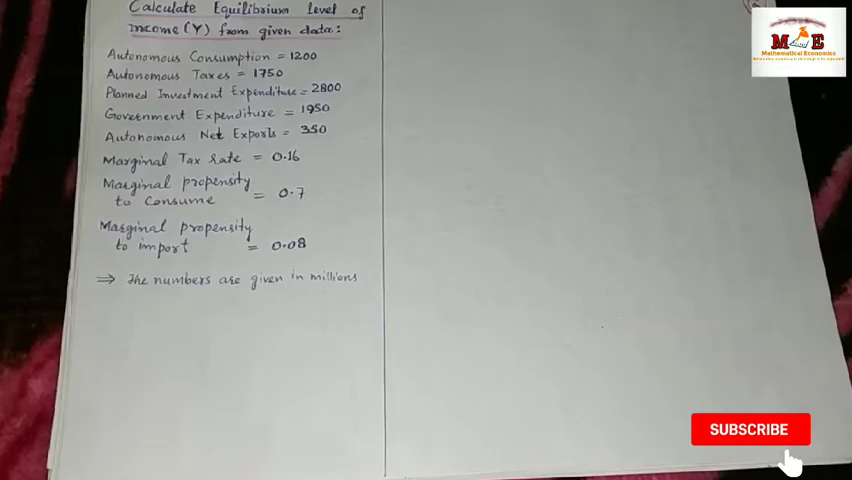 Calculate Equilibrium level of
income (Y) from given data:
Autonomous Consumption = 1200
Autonomous Taxes = 1750
Planned Investment Expenditure = 2800
Government Expenditure = 1950
Autonomous Net Exports = 350
Marginal Tax rate = 0.16
Marginal propensity
to Consume = 0.7
Marginal propensity
to import = 0.08
⇒ The numbers are given in millions
M E
Mathematical Economics
SUBSCRIBE